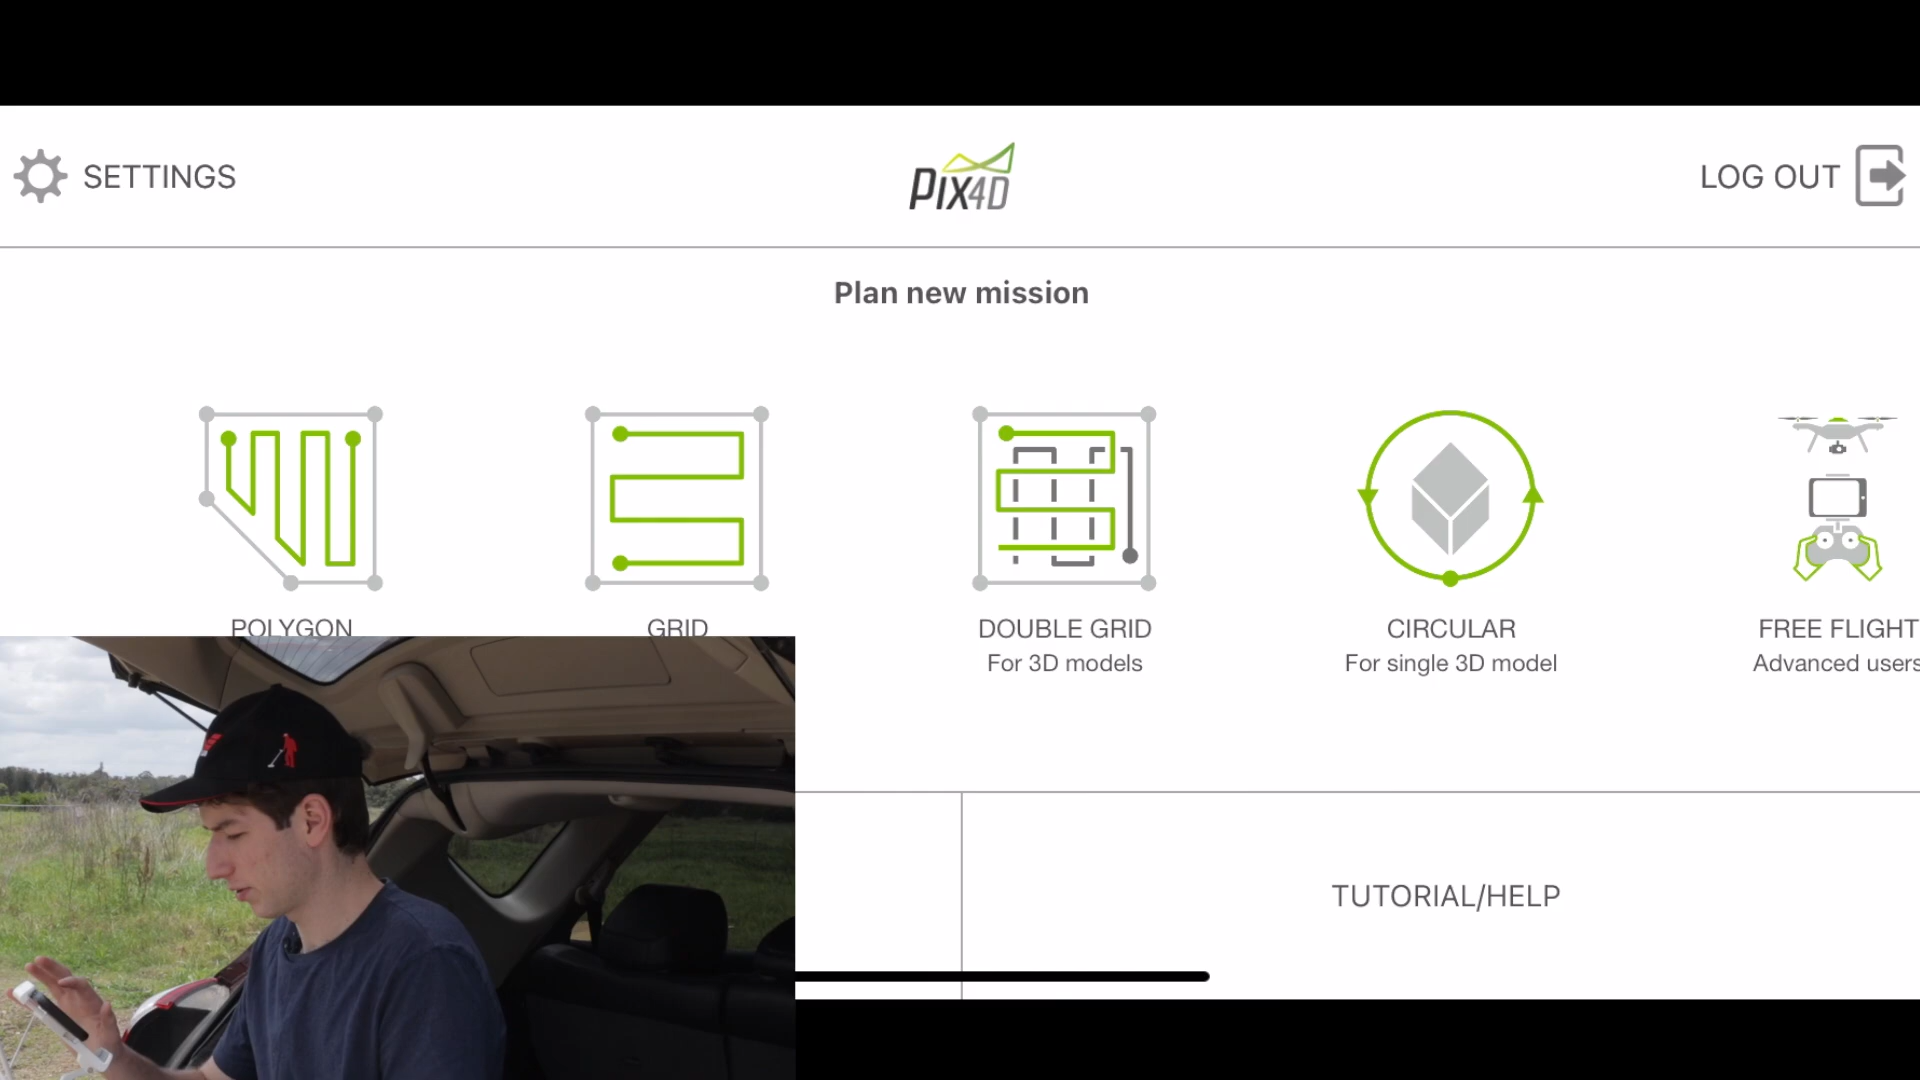 SETTINGS
PIX4D
LOG OUT
Plan new mission
POLYGON
GRID
DOUBLE GRID
For 3D models
CIRCULAR
For single 3D model
FREE FLIGHT
Advanced users
TUTORIAL/HELP